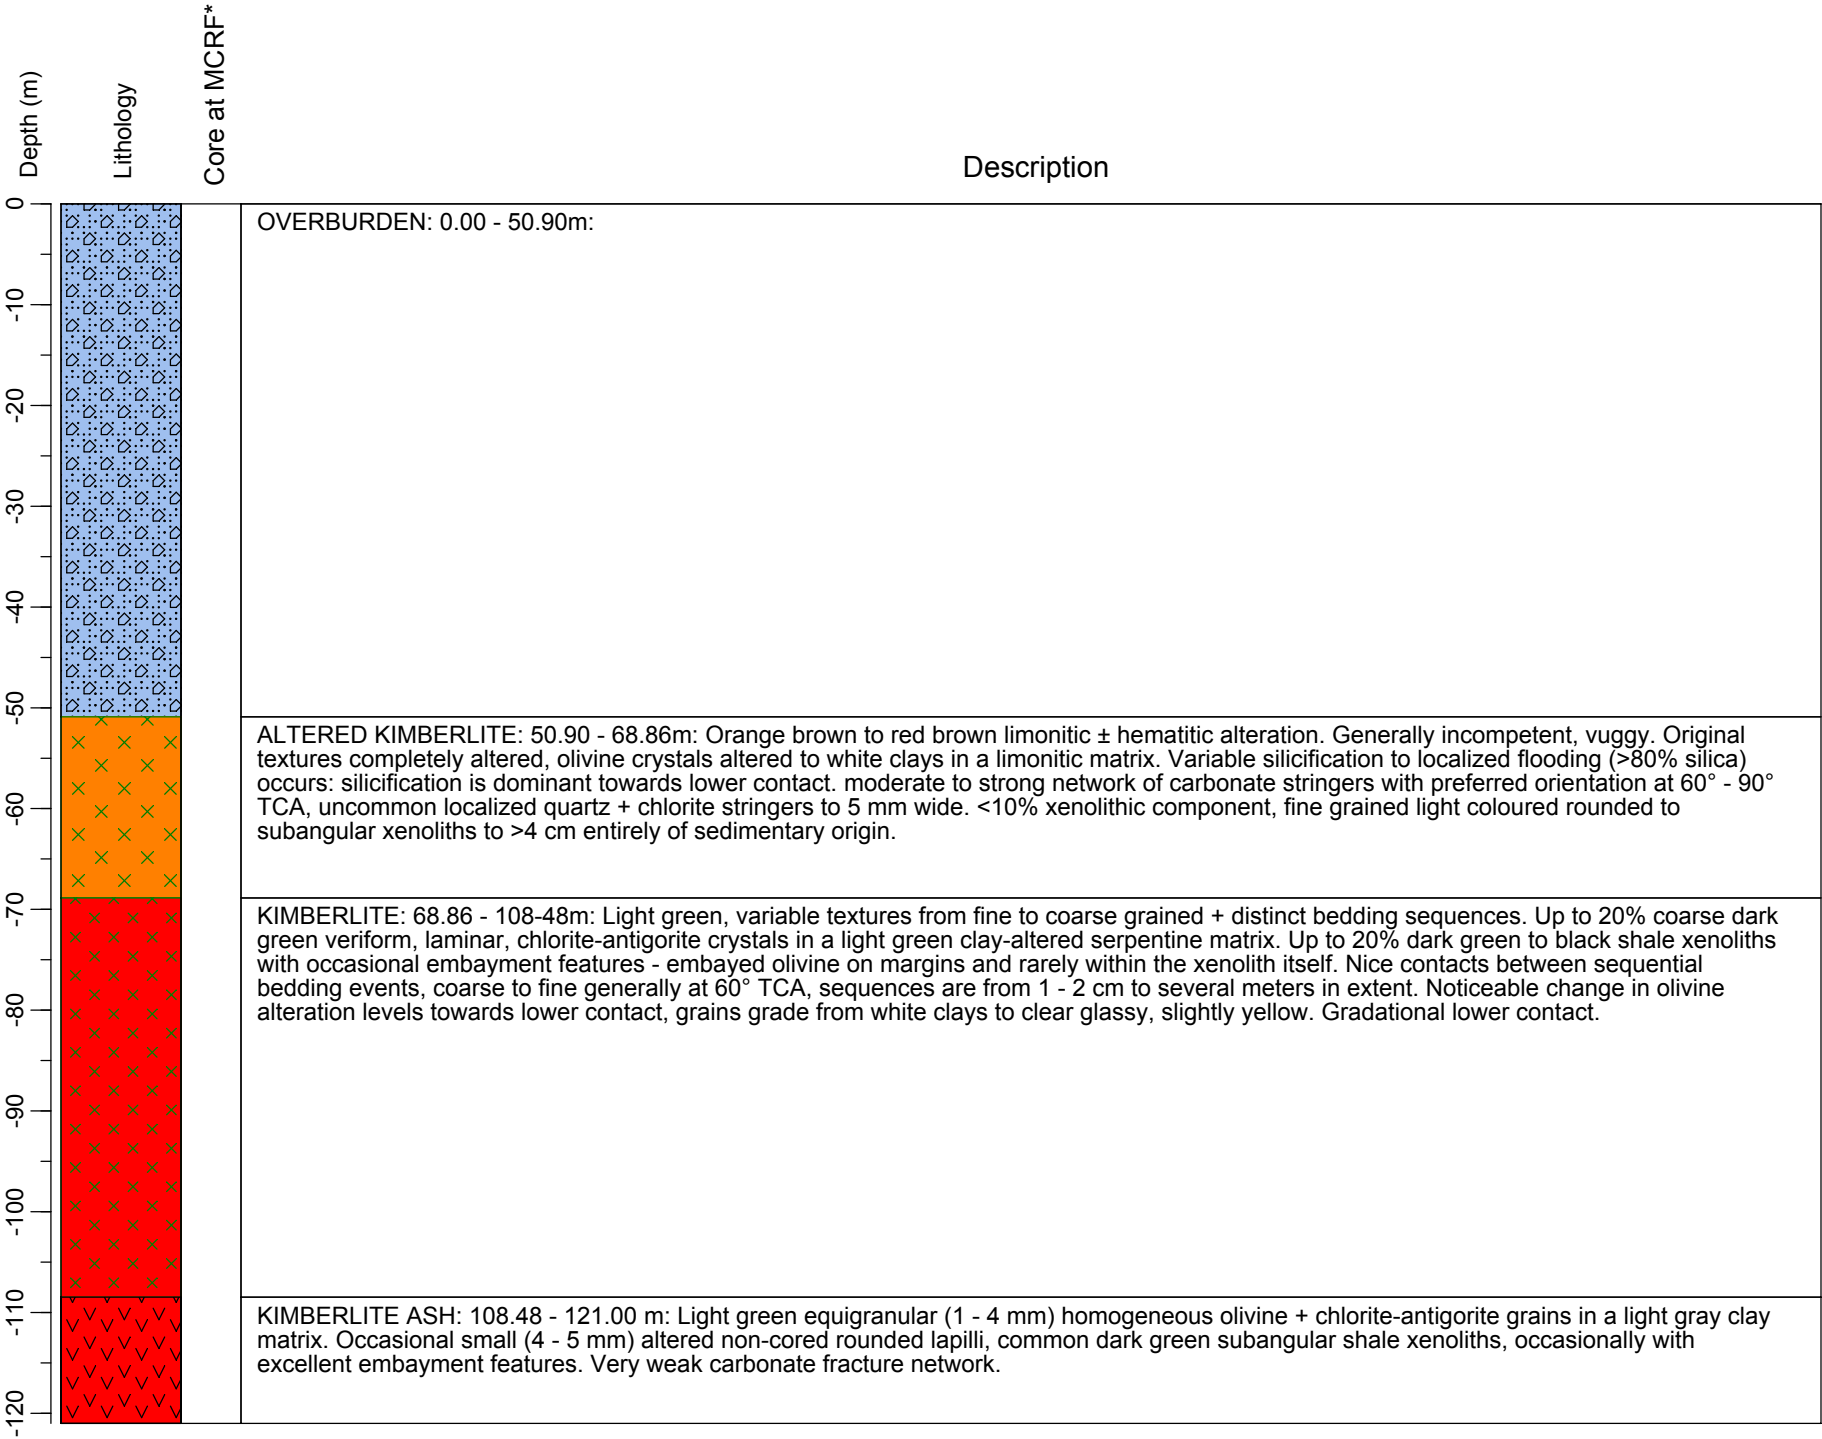 Depth (m)
Lithology
Core at MCRF*
Description
0
-10
-20
-30
-40
-50
-60
-70
-80
-90
-100
-110
-120
OVERBURDEN: 0.00 - 50.90m:
ALTERED KIMBERLITE: 50.90 - 68.86m: Orange brown to red brown limonitic ± hematitic alteration. Generally incompetent, vuggy. Original
textures completely altered, olivine crystals altered to white clays in a limonitic matrix. Variable silicification to localized flooding (>80% silica)
occurs: silicification is dominant towards lower contact. moderate to strong network of carbonate stringers with preferred orientation at 60° - 90°
TCA, uncommon localized quartz + chlorite stringers to 5 mm wide. <10% xenolithic component, fine grained light coloured rounded to
subangular xenoliths to >4 cm entirely of sedimentary origin.
KIMBERLITE: 68.86 - 108-48m: Light green, variable textures from fine to coarse grained + distinct bedding sequences. Up to 20% coarse dark
green veriform, laminar, chlorite-antigorite crystals in a light green clay-altered serpentine matrix. Up to 20% dark green to black shale xenoliths
with occasional embayment features - embayed olivine on margins and rarely within the xenolith itself. Nice contacts between sequential
bedding events, coarse to fine generally at 60° TCA, sequences are from 1 - 2 cm to several meters in extent. Noticeable change in olivine
alteration levels towards lower contact, grains grade from white clays to clear glassy, slightly yellow. Gradational lower contact.
KIMBERLITE ASH: 108.48 - 121.00 m: Light green equigranular (1 - 4 mm) homogeneous olivine + chlorite-antigorite grains in a light gray clay
matrix. Occasional small (4 - 5 mm) altered non-cored rounded lapilli, common dark green subangular shale xenoliths, occasionally with
excellent embayment features. Very weak carbonate fracture network.